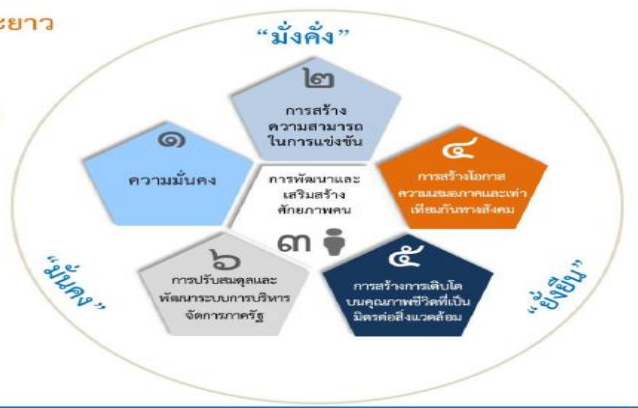 ะยาว
“มั่งคั่ง”
๒
การสร้าง
ความสามารถ
ในการแข่งขัน
๑
ความมั่นคง
การพัฒนาและ
เสริมสร้าง
ศักยภาพคน
๓
๔
การสร้างโอกาส
ความเสมอภาคและเท่า
เทียมกันทางสังคม
๖
การปรับสมดุลและ
พัฒนาระบบการบริหาร
จัดการภาครัฐ
๕
การสร้างการเติบโต
บนคุณภาพชีวิตที่เป็น
มิตรต่อสิ่งแวดล้อม
“มั่นคง”
“ยั่งยืน”